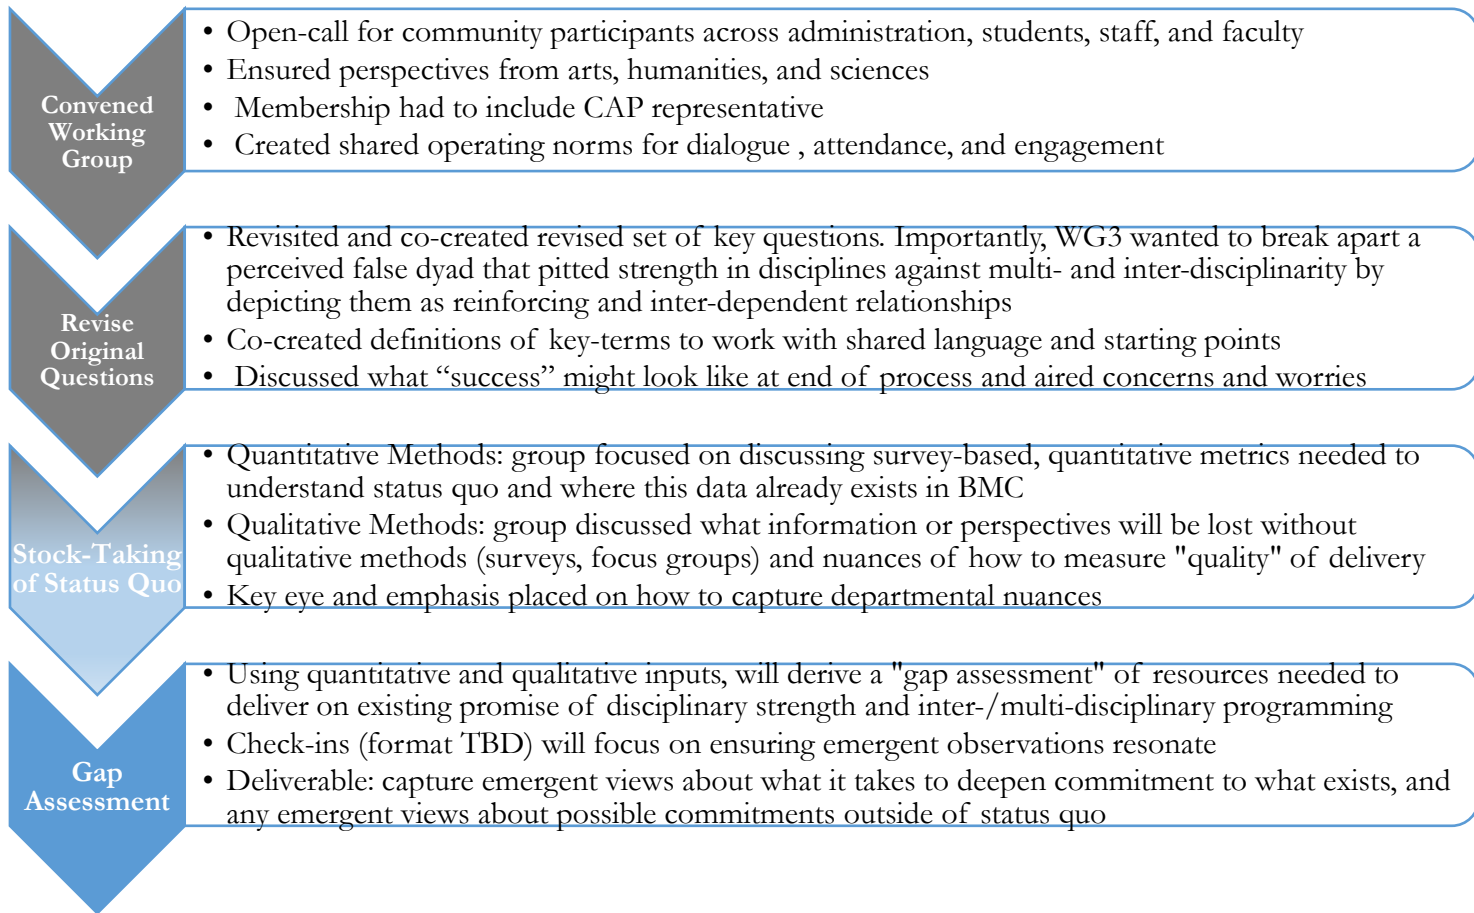 Convened
Working
Group
• Open-call for community participants across administration, students, staff, and faculty
• Ensured perspectives from arts, humanities, and sciences
• Membership had to include CAP representative
• Created shared operating norms for dialogue , attendance, and engagement
Revise
Original
Questions
• Revisited and co-created revised set of key questions. Importantly, WG3 wanted to break apart a
perceived false dyad that pitted strength in disciplines against multi- and inter-disciplinarity by
depicting them as reinforcing and inter-dependent relationships
• Co-created definitions of key-terms to work with shared language and starting points
• Discussed what “success” might look like at end of process and aired concerns and worries
Stock-Taking
of Status Quo
• Quantitative Methods: group focused on discussing survey-based, quantitative metrics needed to
understand status quo and where this data already exists in BMC
• Qualitative Methods: group discussed what information or perspectives will be lost without
qualitative methods (surveys, focus groups) and nuances of how to measure "quality" of delivery
• Key eye and emphasis placed on how to capture departmental nuances
Gap
Assessment
• Using quantitative and qualitative inputs, will derive a "gap assessment" of resources needed to
deliver on existing promise of disciplinary strength and inter-/multi-disciplinary programming
• Check-ins (format TBD) will focus on ensuring emergent observations resonate
• Deliverable: capture emergent views about what it takes to deepen commitment to what exists, and
any emergent views about possible commitments outside of status quo